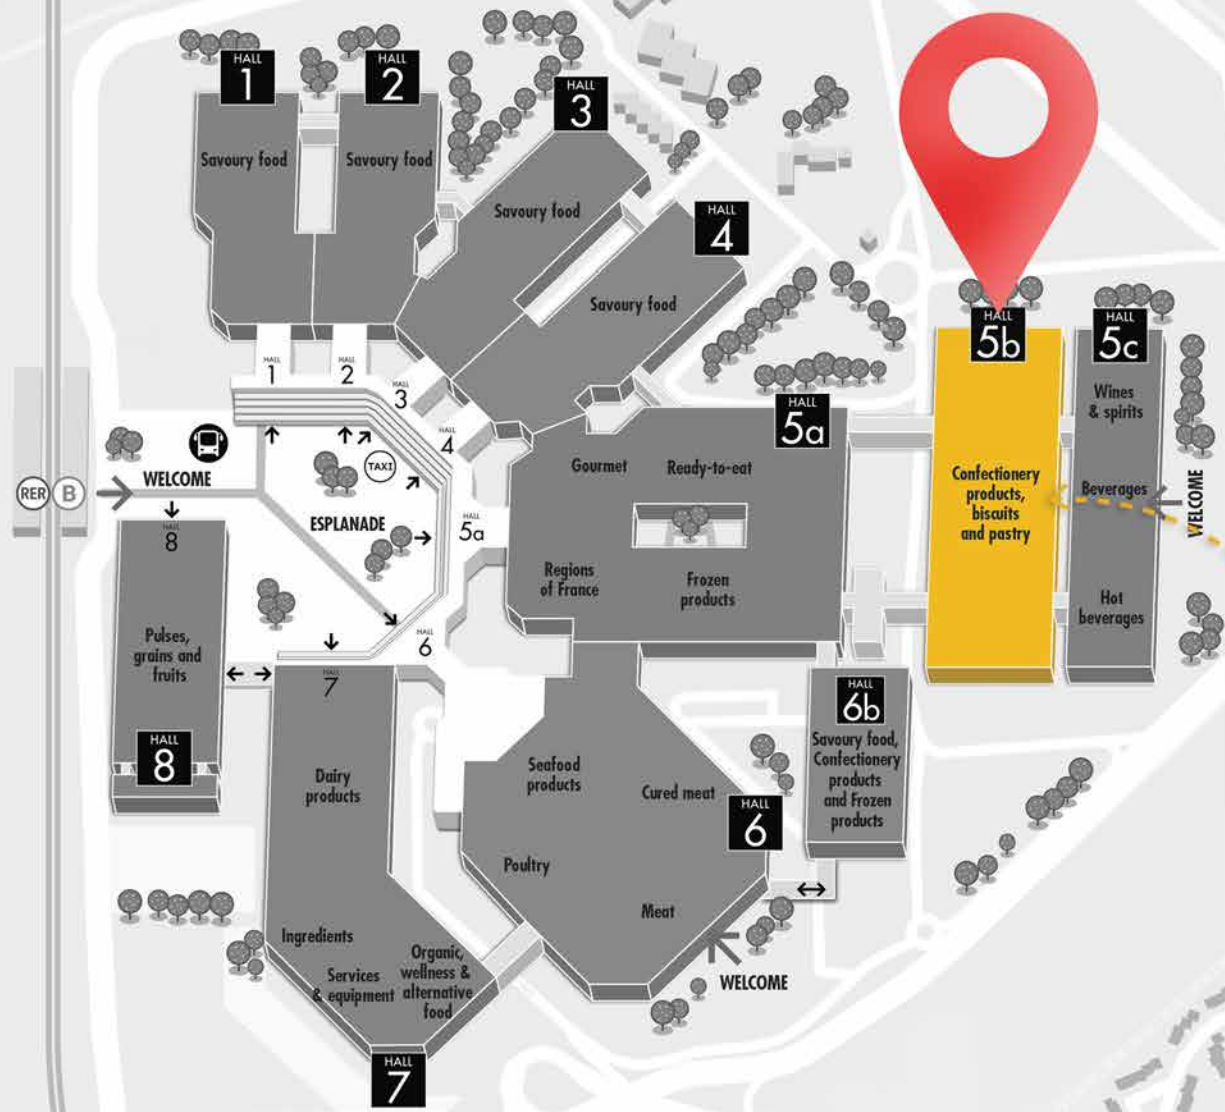 HALL
1
HALL
2
HALL
3
HALL
4
Savoury food
Savoury food
Savoury food
Savoury food
HALL
5b
HALL
5c
Wines
& spirits
Beverages
Hot
beverages
WELCOME
Confectionery
products,
biscuits
and pastry
HALL
5a
Gourmet
Ready-to-eat
Regions
of France
Frozen
products
HALL
1
HALL
2
HALL
3
HALL
4
HALL
5a
HALL
6
HALL
7
HALL
8
TAXI
ESPLANADE
WELCOME
RER
B
Pulses,
grains and
fruits
HALL
8
Dairy
products
Ingredients
Services
& equipment
Organic,
wellness &
alternative
food
HALL
7
Seafood
products
Cured meat
Poultry
Meat
HALL
6
WELCOME
HALL
6b
Savoury food,
Confectionery
products
and Frozen
products